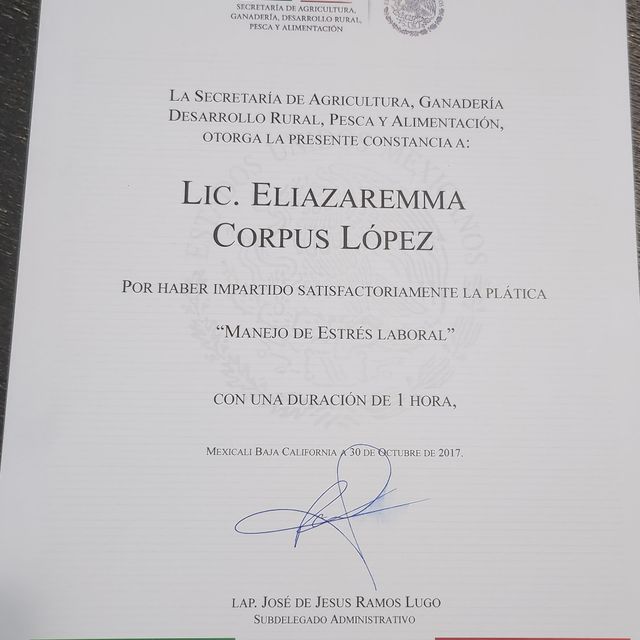 SECRETARÍA DE AGRICULTURA,
GANADERÍA, DESARROLLO RURAL,
PESCA Y ALIMENTACIÓN
LA SECRETARÍA DE AGRICULTURA, GANADERÍA
DESARROLLO RURAL, PESCA Y ALIMENTACIÓN,
OTORGA LA PRESENTE CONSTANCIA A:
LIC. ELIAZAREMMA
CORPUS LÓPEZ
POR HABER IMPARTIDO SATISFACTORIAMENTE LA PLÁTICA
“MANEJO DE ESTRÉS LABORAL”
CON UNA DURACIÓN DE 1 HORA,
MEXICALI BAJA CALIFORNIA A 30 DE OCTUBRE DE 2017.
LAP. JOSÉ DE JESUS RAMOS LUGO
SUBDELEGADO ADMINISTRATIVO